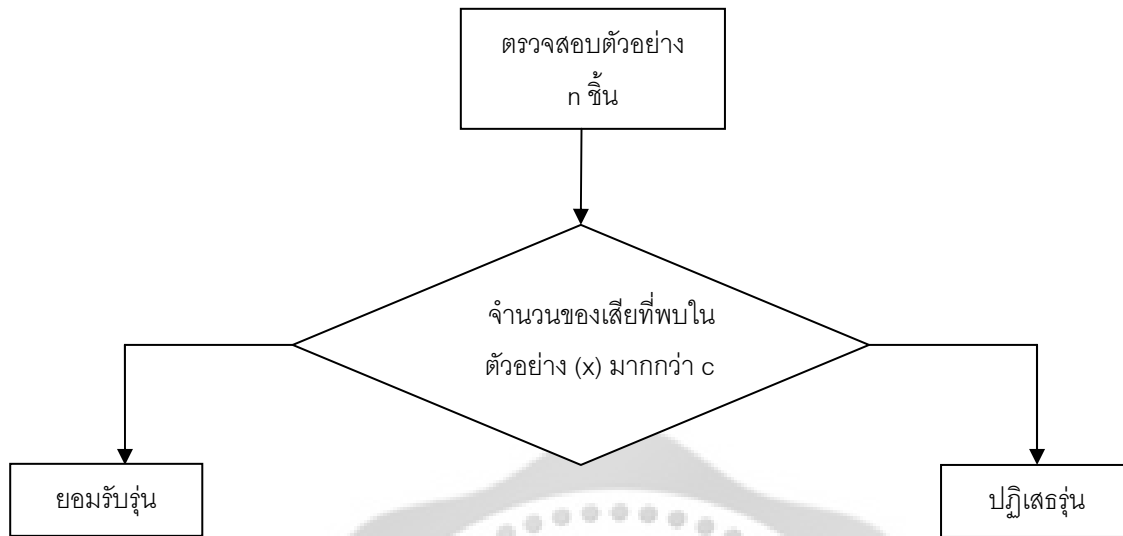 ตรวจสอบตัวอย่าง
n ชิ้น
จำนวนของเสียที่พบใน
ตัวอย่าง (x) มากกว่า c
ยอมรับรุ่น
ปฏิเสธรุ่น